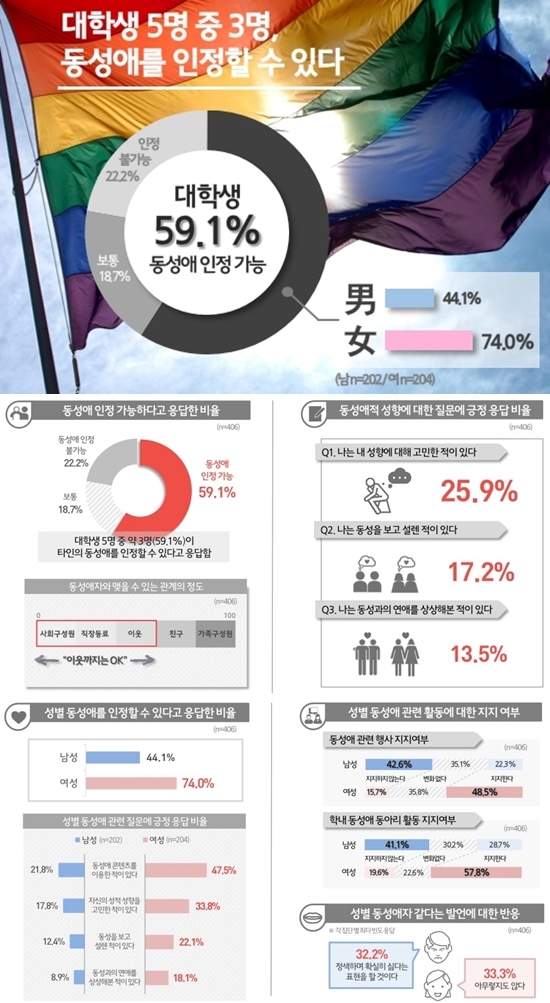 대학생 5명 중 3명,
동성애를 인정할 수 있다
인정
불가능
22.2%
보통
18.7%
대학생
59.1%
동성애 인정 가능
男 44.1%
女 74.0%
(남n=202/여n=204)
동성애 인정 가능하다고 응답한 비율
(n=406)
동성애 인정
불가능
22.2%
보통
18.7%
동성애
인정 가능
59.1%
대학생 5명 중 약 3명(59.1%)이
타인의 동성애를 인정할 수 있다고 응답함
동성애자와 맺을 수 있는 관계의 정도
(n=406)
0 100
사회구성원 직장동료 이웃 친구 가족구성원
"이웃까지는 OK"
동성애적 성향에 대한 질문에 긍정 응답 비율
(n=406)
Q1. 나는 내 성향에 대해 고민한 적이 있다
25.9%
Q2. 나는 동성을 보고 설렌 적이 있다
17.2%
Q3. 나는 동성과의 연애를 상상해본 적이 있다
13.5%
성별 동성애를 인정할 수 있다고 응답한 비율
(n=406)
남성 44.1%
여성 74.0%
성별 동성애 관련 질문에 긍정 응답 비율
남성 (n=202) 여성 (n=204)
21.8% 동성애 콘텐츠를
이용한 적이 있다 47.5%
17.8% 자신의 성적 성향을
고민한 적이 있다 33.8%
12.4% 동성을 보고
설렌 적이 있다 22.1%
8.9% 동성과의 연애를
상상해본 적이 있다 18.1%
성별 동성애 관련 활동에 대한 지지 여부
동성애 관련 행사 지지여부
(n=406)
남성 42.6% 35.1% 22.3%
지지하지않는다 변화없다 지지한다
여성 15.7% 35.8% 48.5%
학내 동성애 동아리 활동 지지여부
(n=406)
남성 41.1% 30.2% 28.7%
지지하지않는다 변화없다 지지한다
여성 19.6% 22.6% 57.8%
성별 동성애자 같다는 발언에 대한 반응
※ 각 집단별 최다 빈도 응답
(n=406)
32.2%
정색하며 확실히 싫다는
표현을 할 것이다
33.3%
아무렇지도 않다